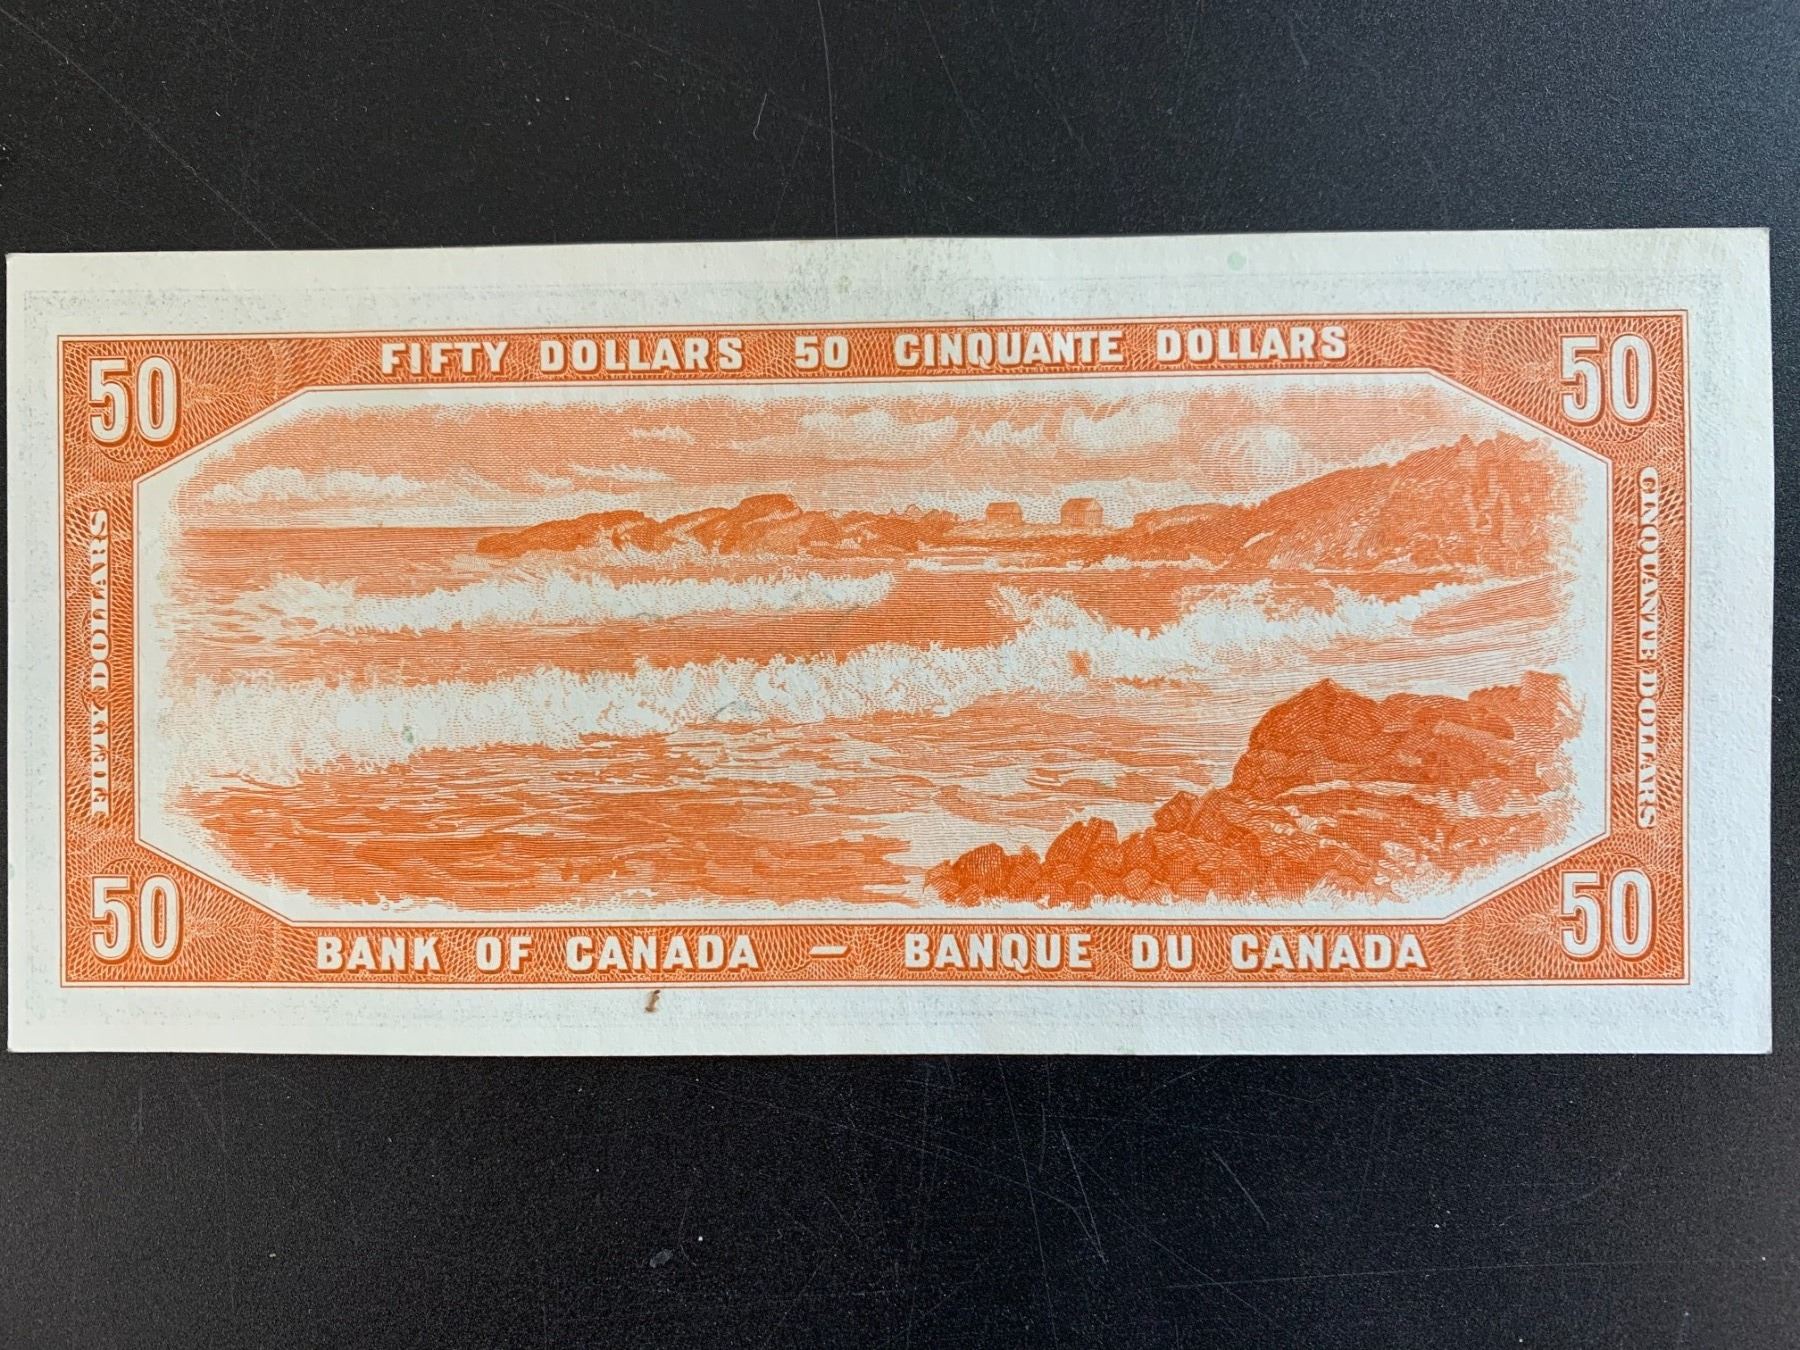 FIFTY DOLLARS 50 CINQUANTE DOLLARS
50
50
FIFTY DOLLARS
CINQUANTE DOLLARS
50
50
BANK OF CANADA – BANQUE DU CANADA